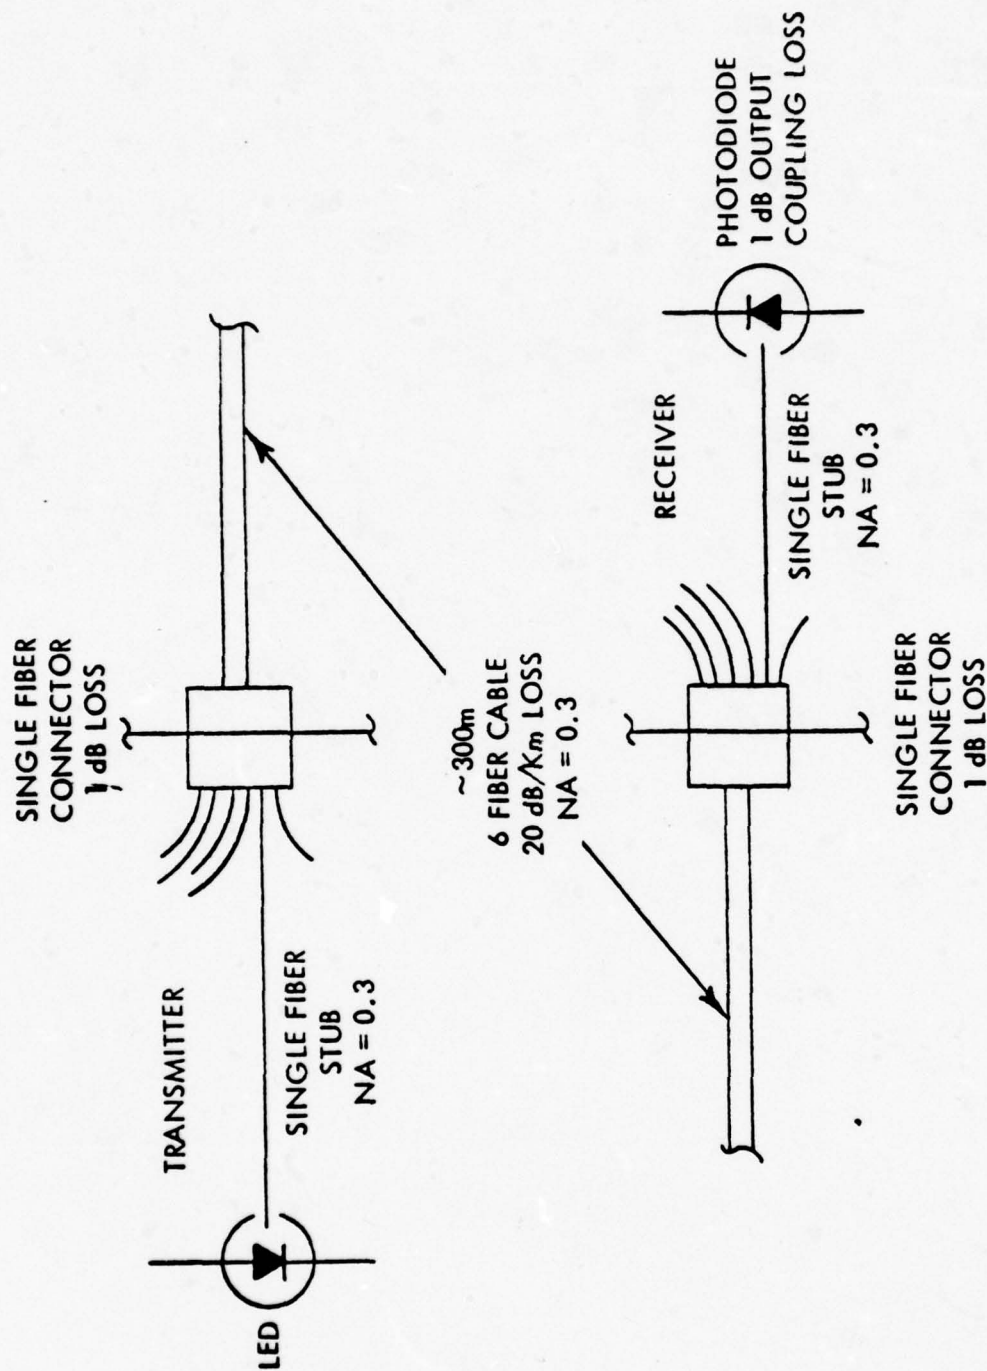 SINGLE FIBER
CONNECTOR
1 dB LOSS
TRANSMITTER
LED
SINGLE FIBER
STUB
NA = 0.3
~300m
6 FIBER CABLE
20 dB/Km LOSS
NA = 0.3
RECEIVER
PHOTODIODE
1 dB OUTPUT
COUPLING LOSS
SINGLE FIBER
STUB
NA = 0.3
SINGLE FIBER
CONNECTOR
1 dB LOSS